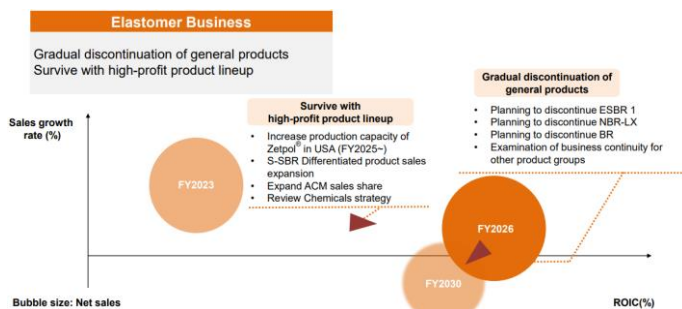 Elastomer Business
Gradual discontinuation of general products
Survive with high-profit product lineup
Sales growth
rate (%)
Survive with
high-profit product lineup
• Increase production capacity of
Zetpol® in USA (FY2025~)
• S-SBR Differentiated product sales
expansion
• Expand ACM sales share
• Review Chemicals strategy
Gradual discontinuation of
general products
• Planning to discontinue ESBR 1
• Planning to discontinue NBR-LX
• Planning to discontinue BR
• Examination of business continuity for
other product groups
FY2023
FY2026
FY2030
Bubble size: Net sales
ROIC(%)